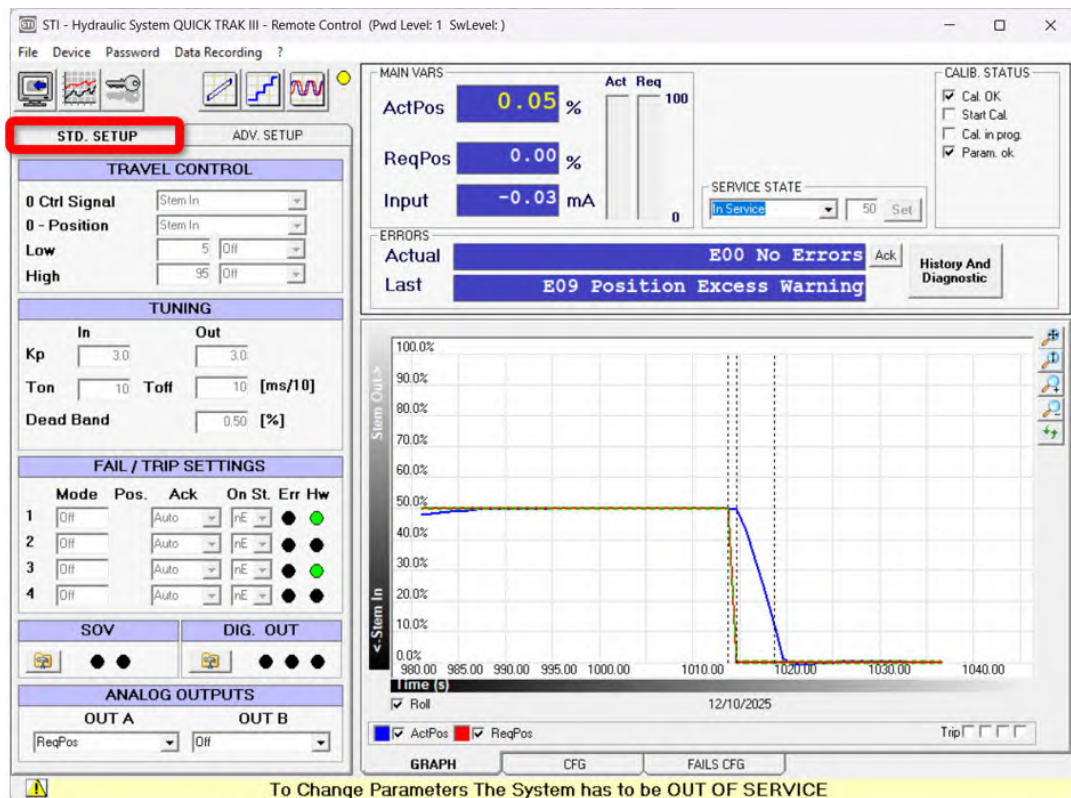 STI - Hydraulic System QUICK TRAK III - Remote Control (Pwd Level: 1 SwLevel: )
File Device Password Data Recording ?
STD. SETUP
ADV. SETUP
TRAVEL CONTROL
0 Ctrl Signal Stem In
0 - Position Stem In
Low 5 Off
High 95 Off
TUNING
In Out
Kp 3.0 3.0
Ton 10 Toff 10 [ms/10]
Dead Band 0.50 [%]
FAIL / TRIP SETTINGS
Mode Pos. Ack On St. Err Hw
1 Off Auto nE
2 Off Auto nE
3 Off Auto nE
4 Off Auto nE
SOV
DIG. OUT
ANALOG OUTPUTS
OUT A OUT B
ReqPos Off
MAIN VARS
ActPos 0.05 %
ReqPos 0.00 %
Input -0.03 mA
Act Req
100
0
SERVICE STATE
In Service 50 Set
CALIB. STATUS
Cal. OK
Start Cal.
Cal. in prog.
Param. ok
ERRORS
Actual E00 No Errors Ack
Last E09 Position Excess Warning
History And
Diagnostic
100.0%
90.0%
80.0%
70.0%
60.0%
50.0%
40.0%
30.0%
20.0%
10.0%
0.0%
Stem Out->
<-Stem In
980.00 985.00 990.00 995.00 1000.00 1010.00 1020.00 1030.00 1040.00
Time (s)
Roll
12/10/2025
ActPos ReqPos
Trip
GRAPH CFG FAILS CFG
To Change Parameters The System has to be OUT OF SERVICE